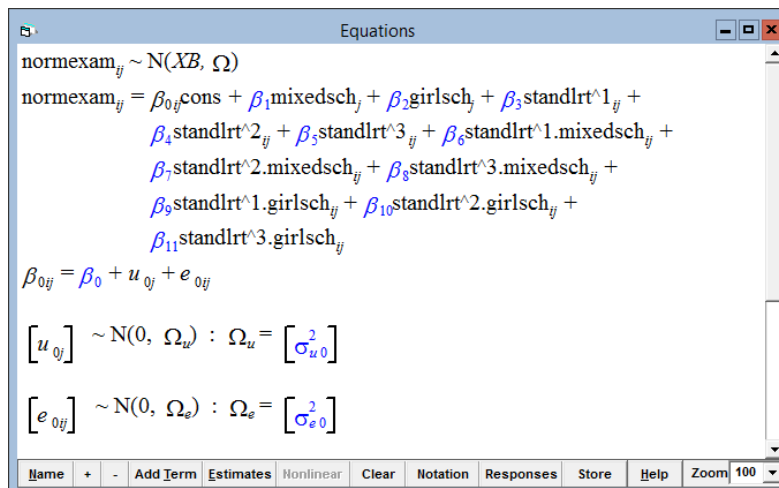 Equations
normexam_ij ~ N(XB, Ω)
normexam_ij = β_0ij cons + β_1 mixedsch_j + β_2 girlsch_j + β_3 standlrt^1_ij +
β_4 standlrt^2_ij + β_5 standlrt^3_ij + β_6 standlrt^1.mixedsch_ij +
β_7 standlrt^2.mixedsch_ij + β_8 standlrt^3.mixedsch_ij +
β_9 standlrt^1.girlsch_ij + β_10 standlrt^2.girlsch_ij +
β_11 standlrt^3.girlsch_ij
β_0ij = β_0 + u_0j + e_0ij
[u_0j] ~ N(0, Ω_u) : Ω_u = [σ²_u0]
[e_0ij] ~ N(0, Ω_e) : Ω_e = [σ²_e0]
Name + - Add Term Estimates Nonlinear Clear Notation Responses Store Help Zoom 100